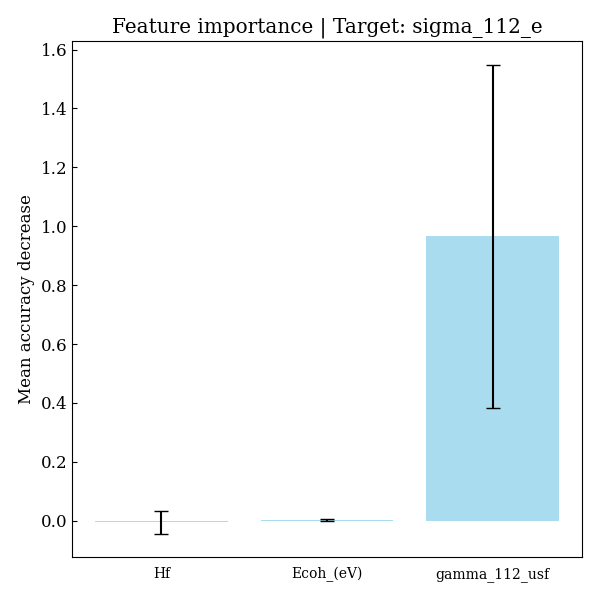 Feature importance | Target: sigma_112_e
Mean accuracy decrease
1.6
1.4
1.2
1.0
0.8
0.6
0.4
0.2
0.0
Hf
Ecoh_(eV)
gamma_112_usf